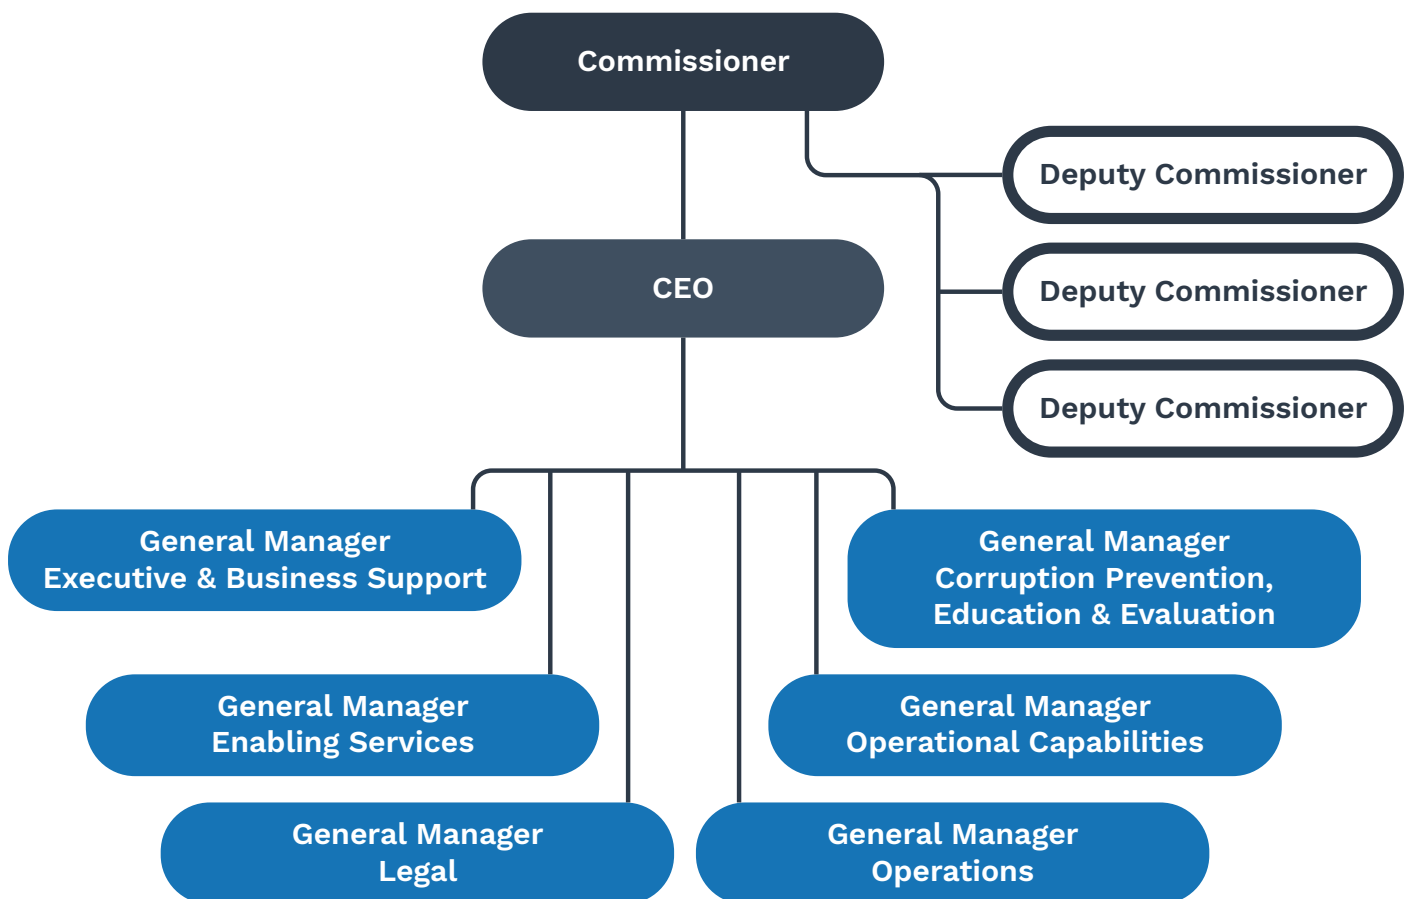 Commissioner
Deputy Commissioner
CEO
Deputy Commissioner
Deputy Commissioner
General Manager
Executive & Business Support
General Manager
Corruption Prevention,
Education & Evaluation
General Manager
Enabling Services
General Manager
Operational Capabilities
General Manager
Legal
General Manager
Operations